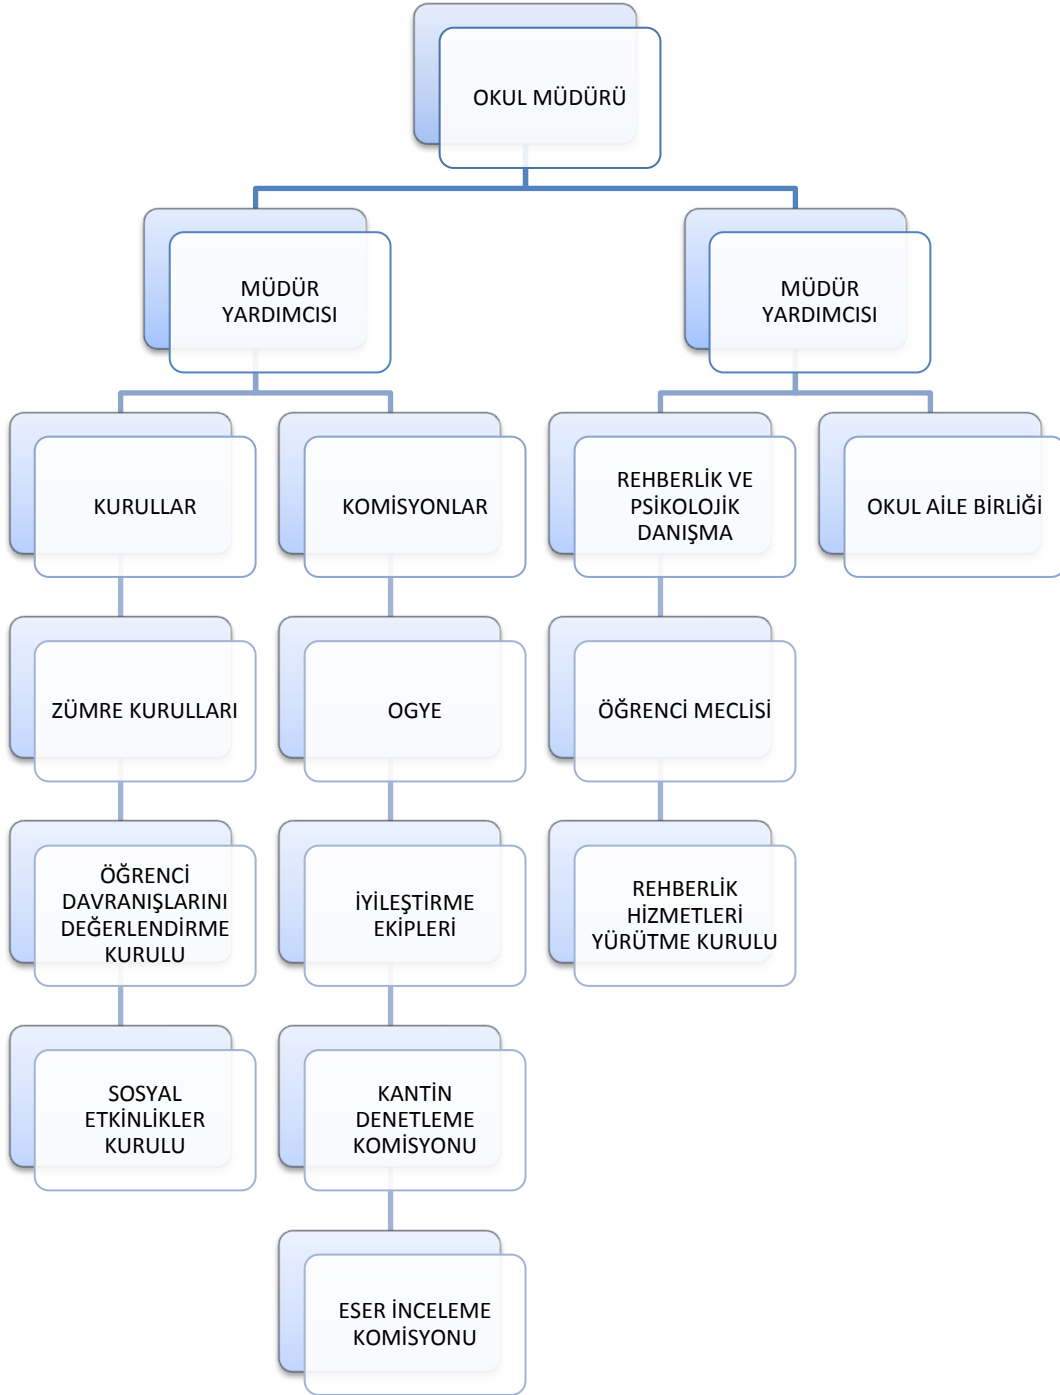 OKUL MÜDÜRÜ
MÜDÜR
YARDIMCISI
MÜDÜR
YARDIMCISI
KURULLAR
KOMİSYONLAR
REHBERLİK VE
PSİKOLOJİK
DANIŞMA
OKUL AİLE BİRLİĞİ
ZÜMRE KURULLARI
OGYE
ÖĞRENCİ MECLİSİ
ÖĞRENCİ
DAVRANIŞLARINI
DEĞERLENDİRME
KURULU
İYİLEŞTİRME
EKİPLERİ
REHBERLİK
HİZMETLERİ
YÜRÜTME KURULU
SOSYAL
ETKİNLİKLER
KURULU
KANTİN
DENETLEME
KOMİSYONU
ESER İNCELEME
KOMİSYONU